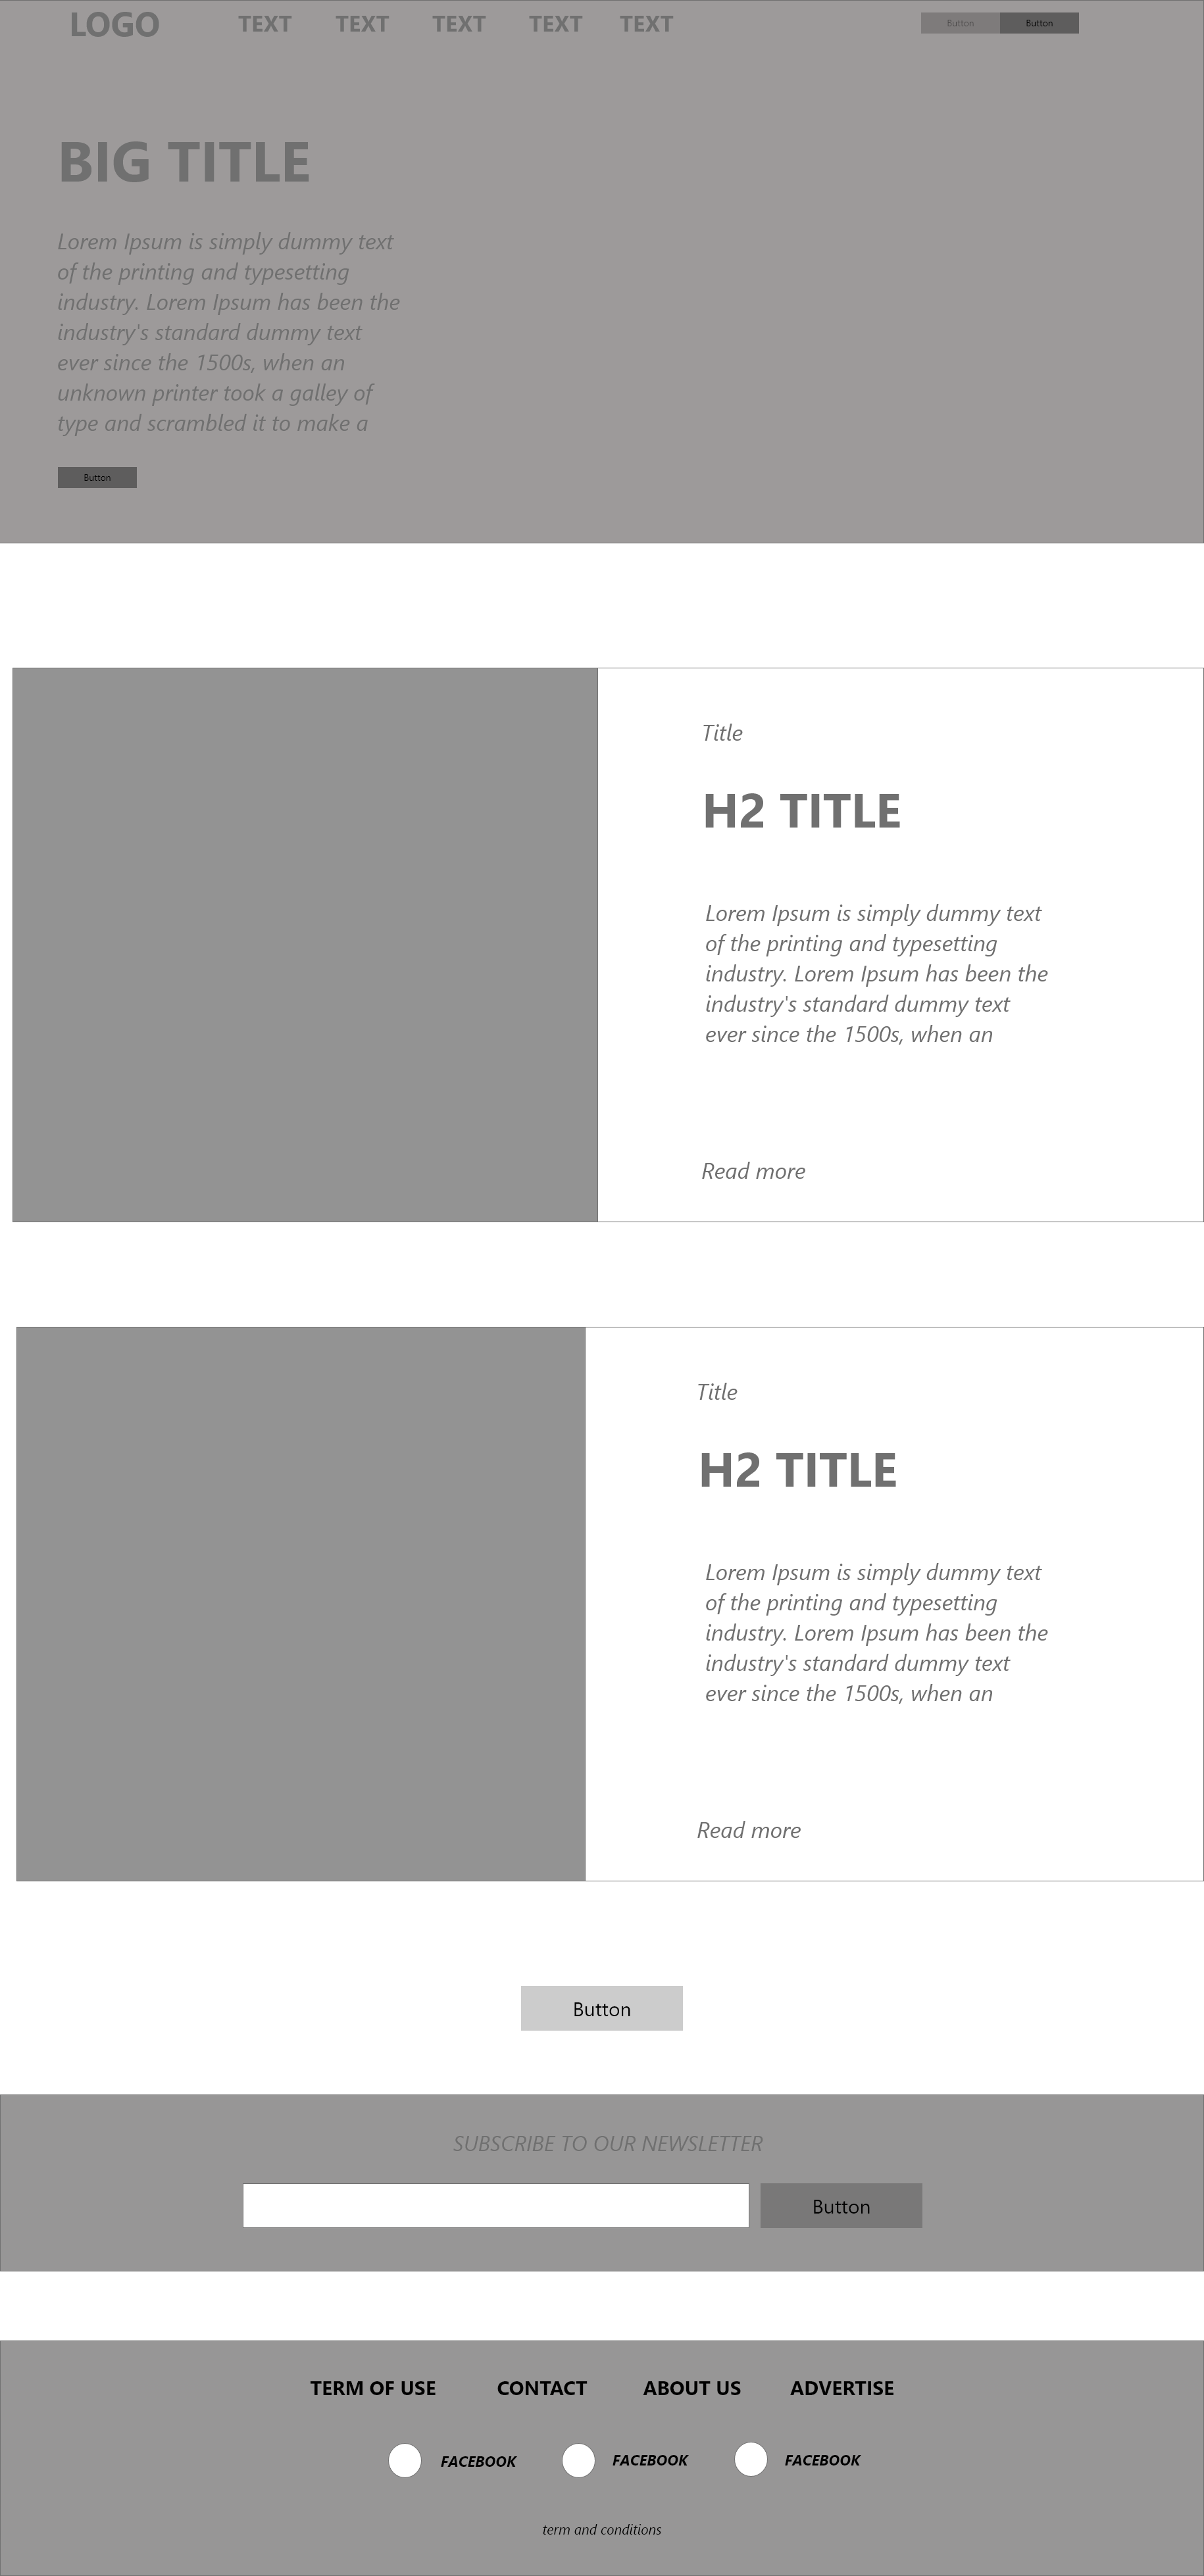 LOGO TEXT TEXT TEXT TEXT TEXT Button Button
BIG TITLE
Lorem Ipsum is simply dummy text
of the printing and typesetting
industry. Lorem Ipsum has been the
industry's standard dummy text
ever since the 1500s, when an
unknown printer took a galley of
type and scrambled it to make a
Button
Title
H2 TITLE
Lorem Ipsum is simply dummy text
of the printing and typesetting
industry. Lorem Ipsum has been the
industry's standard dummy text
ever since the 1500s, when an
Read more
Title
H2 TITLE
Lorem Ipsum is simply dummy text
of the printing and typesetting
industry. Lorem Ipsum has been the
industry's standard dummy text
ever since the 1500s, when an
Read more
Button
SUBSCRIBE TO OUR NEWSLETTER
Button
TERM OF USE CONTACT ABOUT US ADVERTISE
FACEBOOK FACEBOOK FACEBOOK
term and conditions